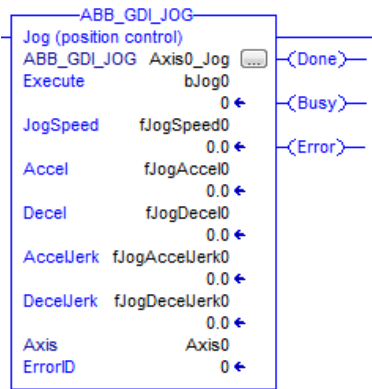 ABB_GDI_JOG
Jog (position control)
ABB_GDI_JOG Axis0_Jog ... (Done)
Execute bJog0
0 (Busy)
JogSpeed fJogSpeed0
0.0 (Error)
Accel fJogAccel0
0.0
Decel fJogDecel0
0.0
AccelJerk fJogAccelJerk0
0.0
DecelJerk fJogDecelJerk0
0.0
Axis Axis0
ErrorID 0